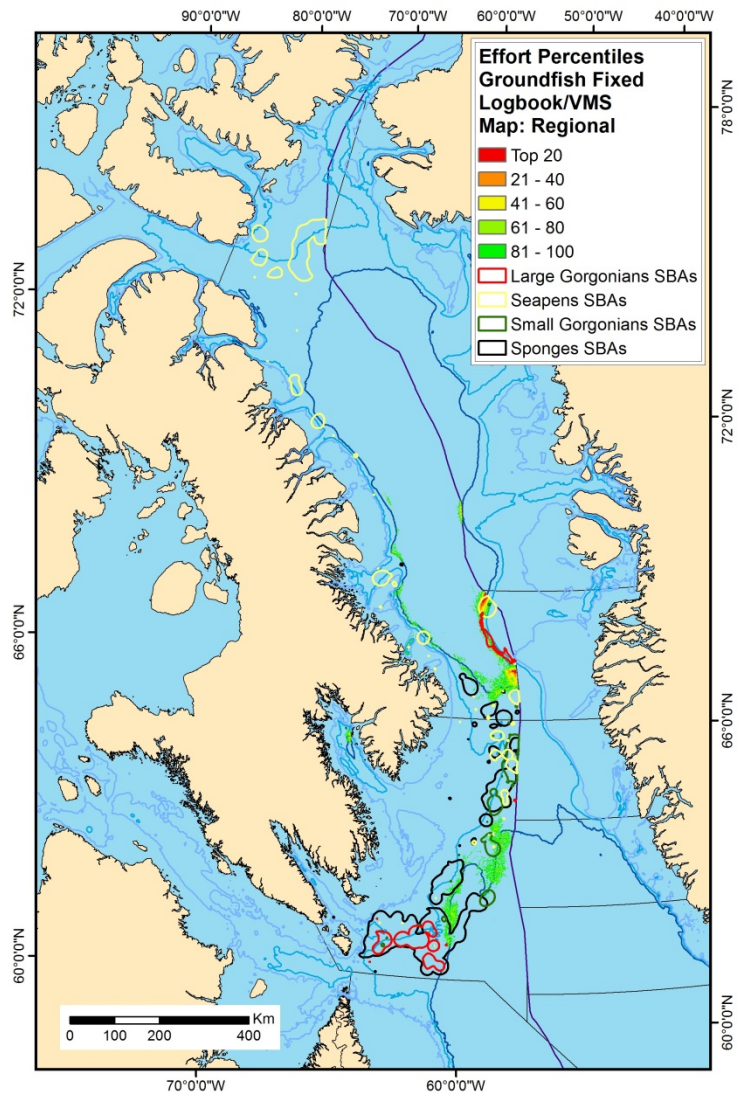 90°0'0"W 80°0'0"W 70°0'0"W 60°0'0"W 50°0'0"W 40°0'0"W
Effort Percentiles
Groundfish Fixed
Logbook/VMS
Map: Regional
Top 20
21 - 40
41 - 60
61 - 80
81 - 100
Large Gorgonians SBAs
Seapens SBAs
Small Gorgonians SBAs
Sponges SBAs
78°0'0"N
72°0'0"N
72°0'0"N
66°0'0"N
66°0'0"N
60°0'0"N
60°0'0"N
Km
0 100 200 400
70°0'0"W 60°0'0"W